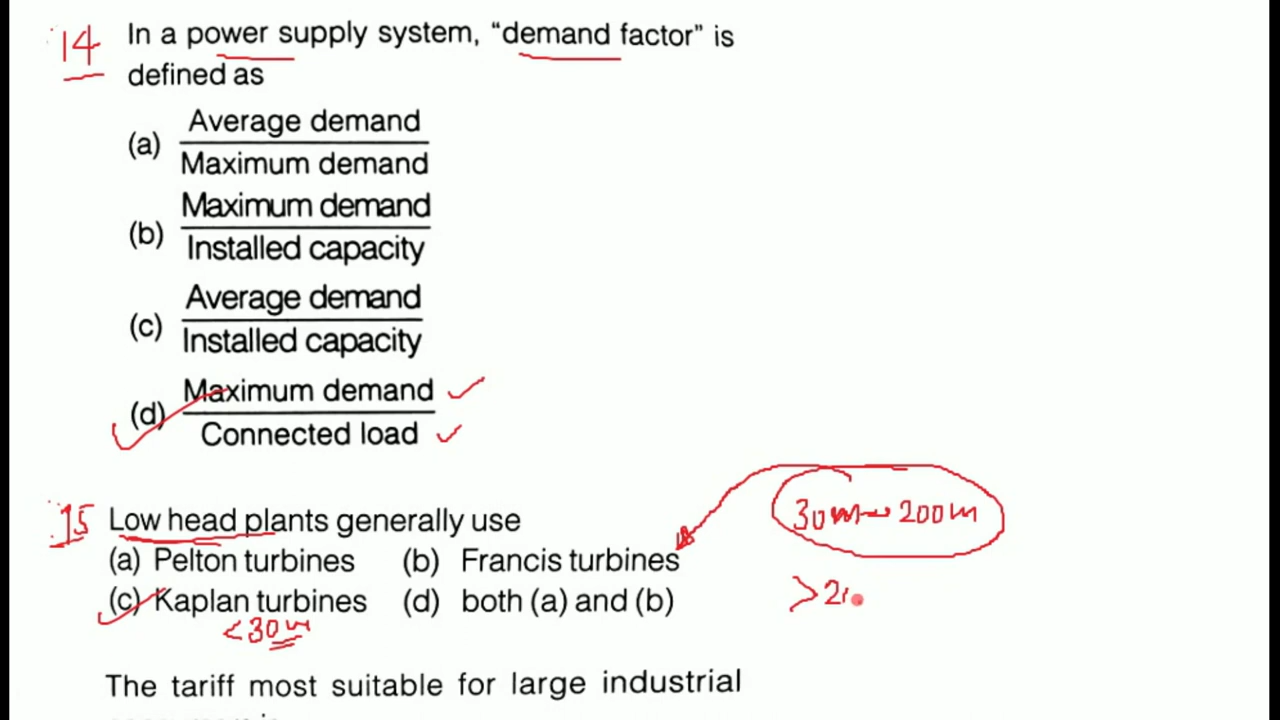 14 In a power supply system, “demand factor” is
defined as
(a) Average demand
Maximum demand
(b) Maximum demand
Installed capacity
(c) Average demand
Installed capacity
(d) Maximum demand
Connected load
15 Low head plants generally use
30m - 200m
(a) Pelton turbines (b) Francis turbines
(c) Kaplan turbines (d) both (a) and (b)
>20
<30m
The tariff most suitable for large industrial